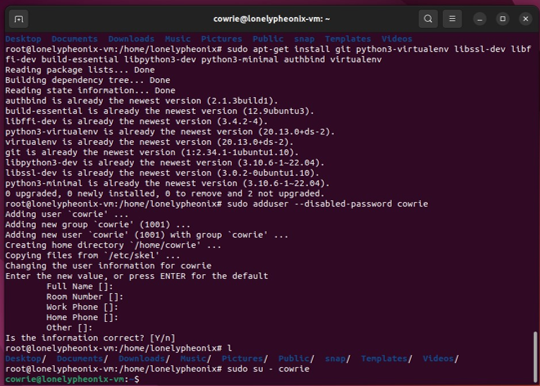 cowrie@lonelypheonix-vm: ~
Desktop  Documents  Downloads  Music  Pictures  Public  snap  Templates  Videos
root@lonelypheonix-vm:/home/lonelypheonix# sudo apt-get install git python3-virtualenv libssl-dev libf
fi-dev build-essential libpython3-dev python3-minimal authbind virtualenv
Reading package lists... Done
Building dependency tree... Done
Reading state information... Done
authbind is already the newest version (2.1.3build1).
build-essential is already the newest version (12.9ubuntu3).
libffi-dev is already the newest version (3.4.2-4).
python3-virtualenv is already the newest version (20.13.0+ds-2).
virtualenv is already the newest version (20.13.0+ds-2).
git is already the newest version (1:2.34.1-1ubuntu1.10).
libpython3-dev is already the newest version (3.10.6-1~22.04).
libssl-dev is already the newest version (3.0.2-0ubuntu1.10).
python3-minimal is already the newest version (3.10.6-1~22.04).
0 upgraded, 0 newly installed, 0 to remove and 2 not upgraded.
root@lonelypheonix-vm:/home/lonelypheonix# sudo adduser --disabled-password cowrie
Adding user `cowrie' ...
Adding new group `cowrie' (1001) ...
Adding new user `cowrie' (1001) with group `cowrie' ...
Creating home directory `/home/cowrie' ...
Copying files from `/etc/skel' ...
Changing the user information for cowrie
Enter the new value, or press ENTER for the default
Full Name []:
Room Number []:
Work Phone []:
Home Phone []:
Other []:
Is the information correct? [Y/n]
root@lonelypheonix-vm:/home/lonelypheonix# l
Desktop/  Documents/  Downloads/  Music/  Pictures/  Public/  snap/  Templates/  Videos/
root@lonelypheonix-vm:/home/lonelypheonix# sudo su - cowrie
cowrie@lonelypheonix-vm:~$